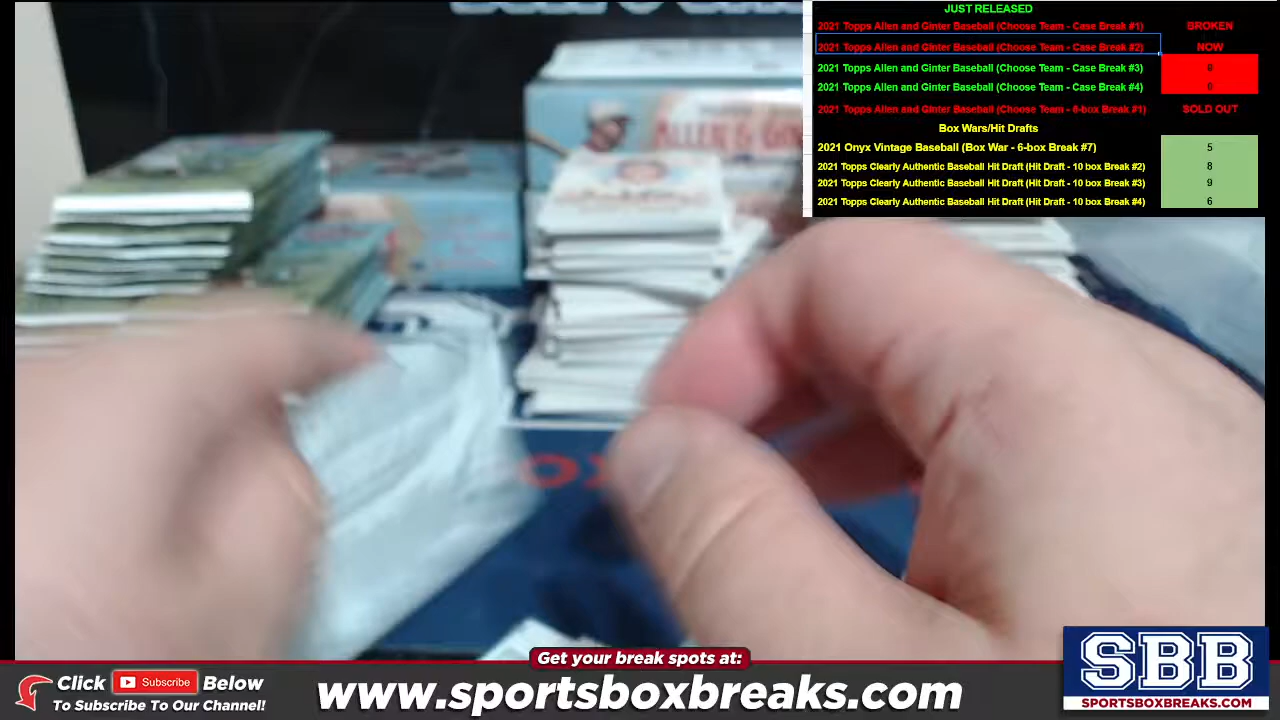 JUST RELEASED
2021 Topps Allen and Ginter Baseball (Choose Team - Case Break #1) BROKEN
2021 Topps Allen and Ginter Baseball (Choose Team - Case Break #2) NOW
2021 Topps Allen and Ginter Baseball (Choose Team - Case Break #3) 0
2021 Topps Allen and Ginter Baseball (Choose Team - Case Break #4) 0
2021 Topps Allen and Ginter Baseball (Choose Team - 6-box Break #1) SOLD OUT
Box Wars/Hit Drafts
2021 Onyx Vintage Baseball (Box War - 6-box Break #7) 5
2021 Topps Clearly Authentic Baseball Hit Draft (Hit Draft - 10 box Break #2) 8
2021 Topps Clearly Authentic Baseball Hit Draft (Hit Draft - 10 box Break #3) 9
2021 Topps Clearly Authentic Baseball Hit Draft (Hit Draft - 10 box Break #4) 6
ALLEN & GIN
OX
Get your break spots at:
Click Subscribe Below
To Subscribe To Our Channel!
www.sportsboxbreaks.com
SBB
SPORTSBOXBREAKS.COM